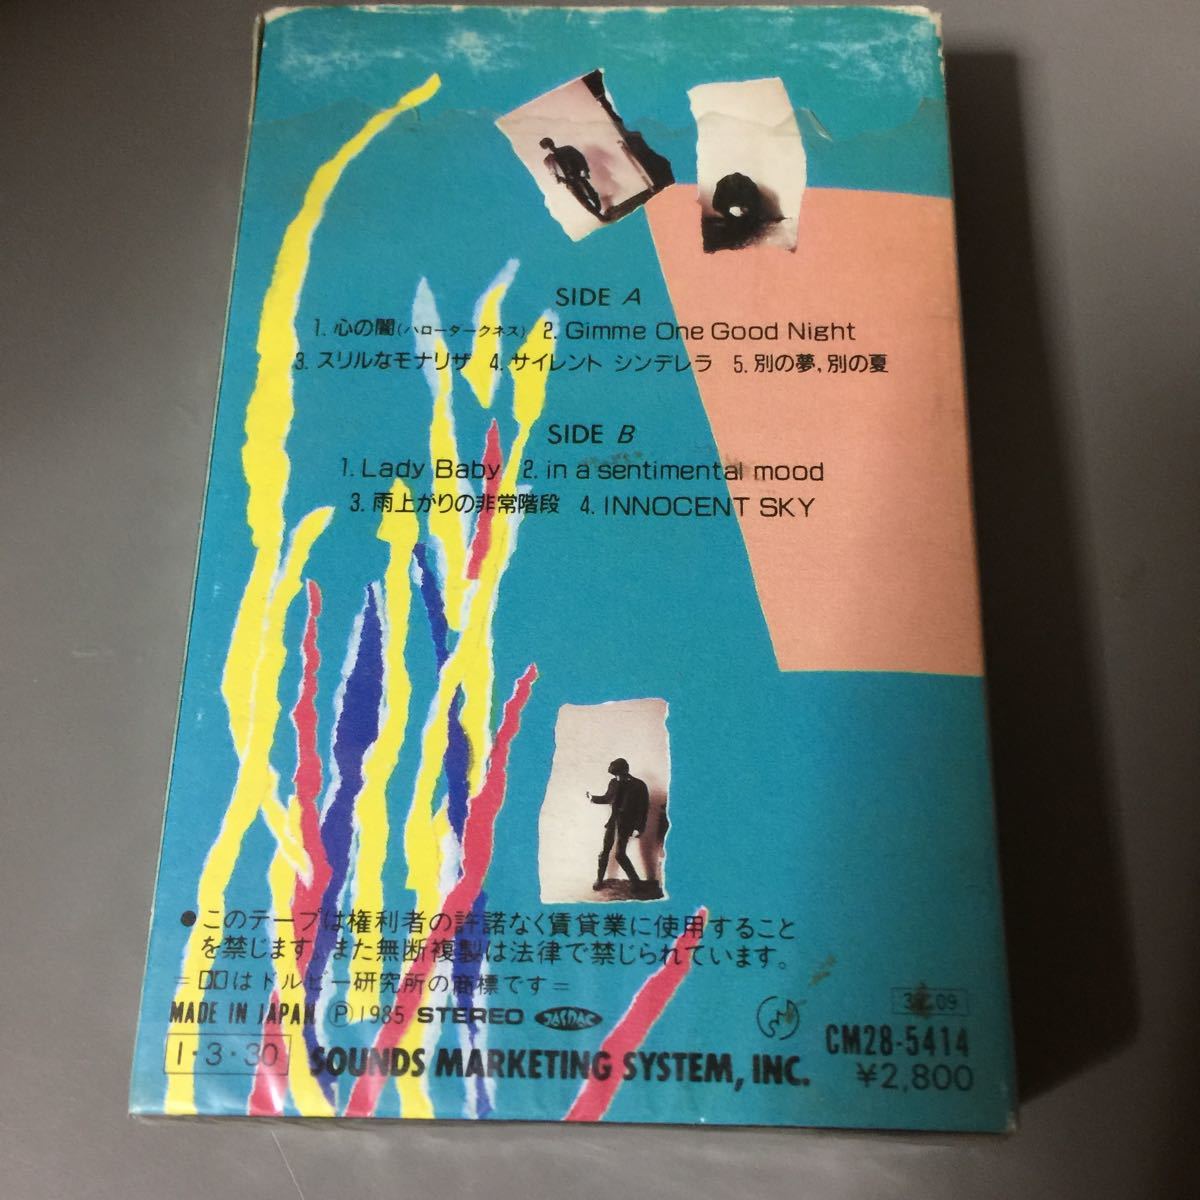 SIDE A
1. 心の闇(ハローダークネス) 2. Gimme One Good Night
3. スリルなモナリザ 4. サイレント シンデレラ 5. 別の夢,別の夏
SIDE B
1. Lady Baby 2. in a sentimental mood
3. 雨上がりの非常階段 4. INNOCENT SKY
●このテープは権利者の許諾なく賃貸業に使用すること
を禁じます。また無断複製は法律で禁じられています。
=はドルビー研究所の商標です=
MADE IN JAPAN Ⓟ1985 STEREO JASRAC
1・3・30 SOUNDS MARKETING SYSTEM, INC.
CM28-5414
¥2,800